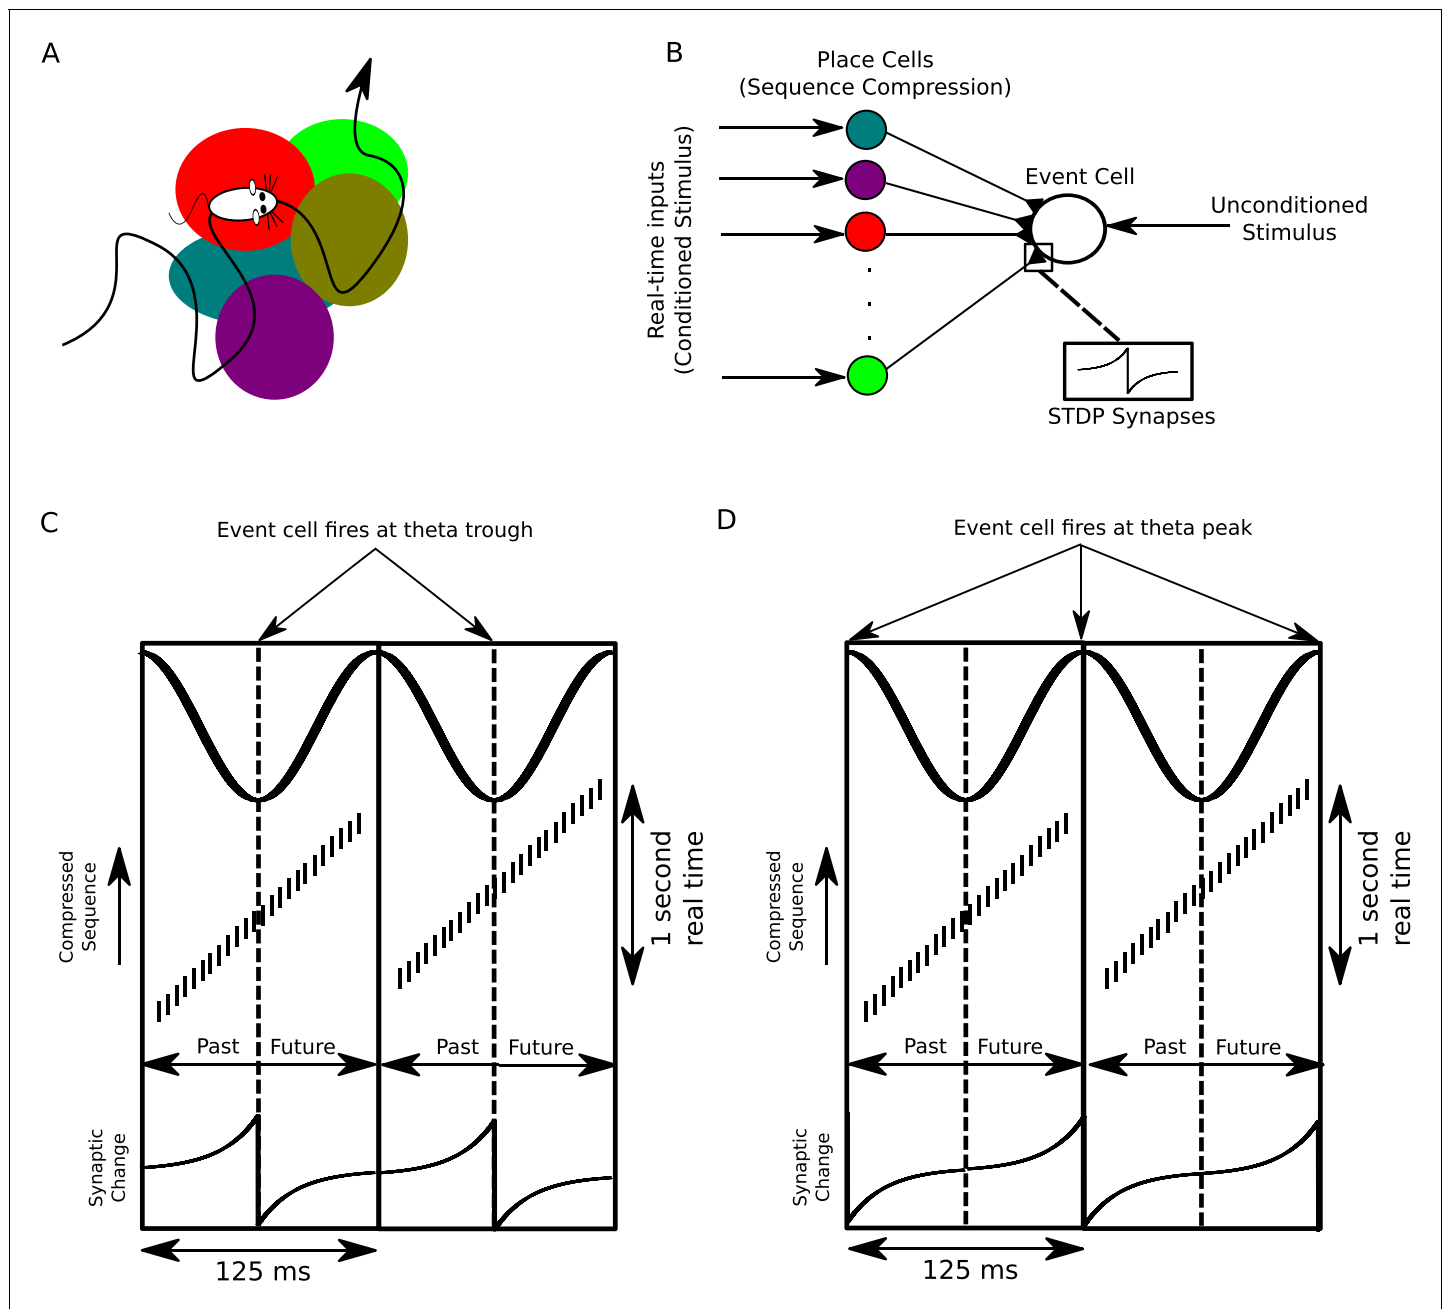 A
B
Place Cells
(Sequence Compression)
Real-time inputs
(Conditioned Stimulus)
Event Cell
Unconditioned
Stimulus
STDP Synapses
C
Event cell fires at theta trough
Compressed
Sequence
1 second
real time
Past Future Past Future
Synaptic
Change
125 ms
D
Event cell fires at theta peak
Compressed
Sequence
1 second
real time
Past Future Past Future
Synaptic
Change
125 ms